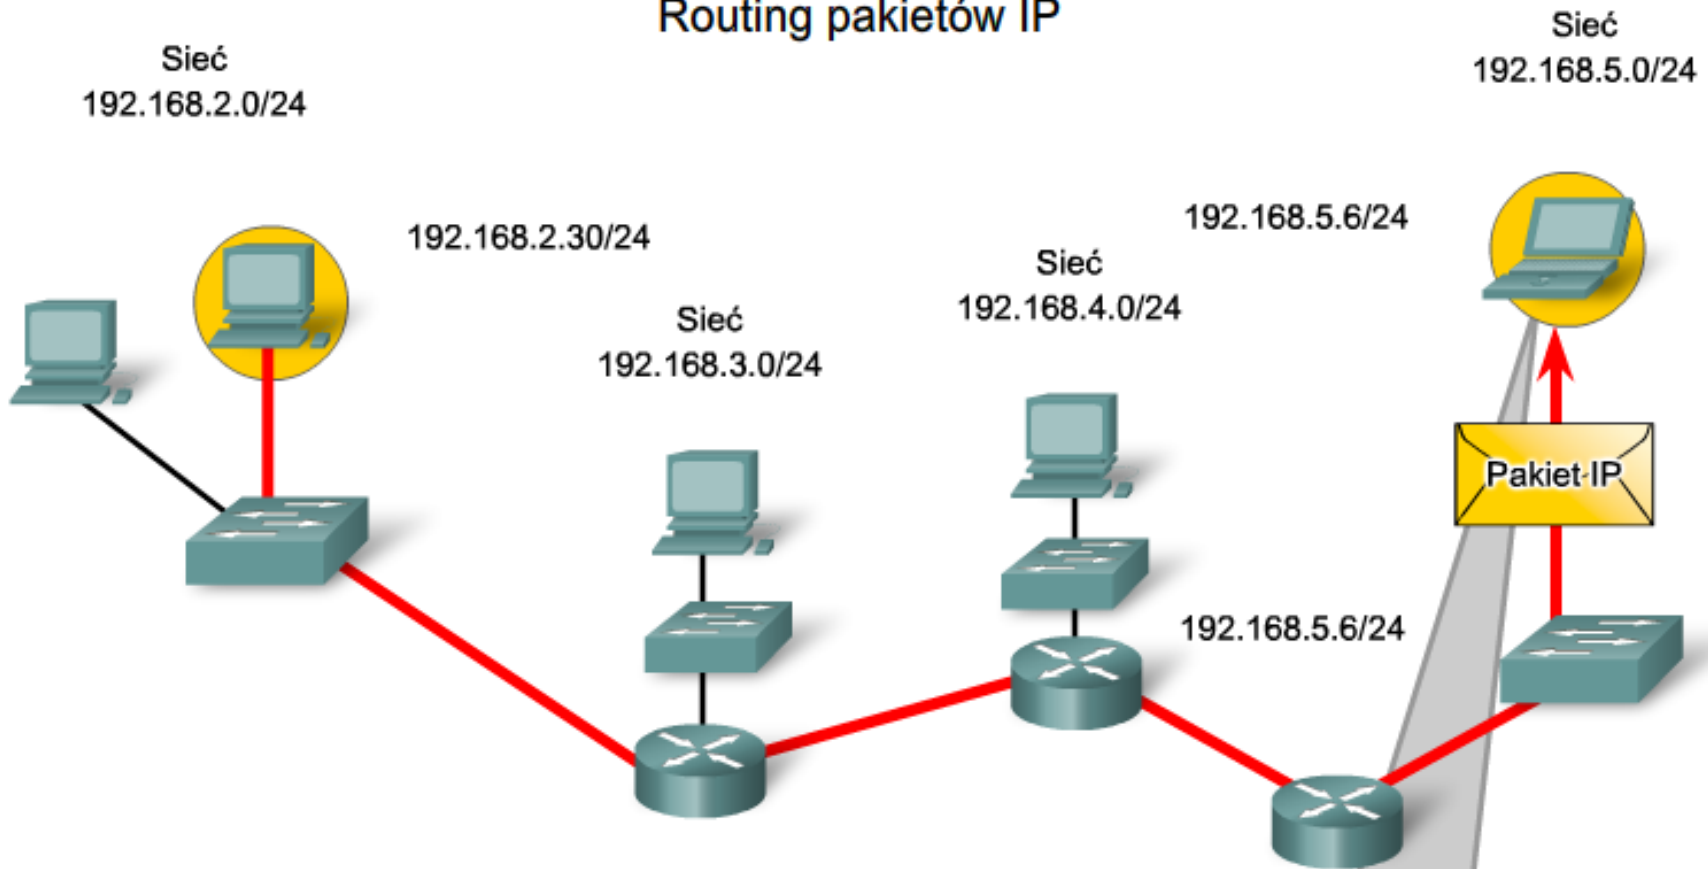 Routing pakietów IP
Sieć
192.168.2.0/24
Sieć
192.168.5.0/24
192.168.2.30/24
192.168.5.6/24
Sieć
192.168.4.0/24
Sieć
192.168.3.0/24
Pakiet IP
192.168.5.6/24